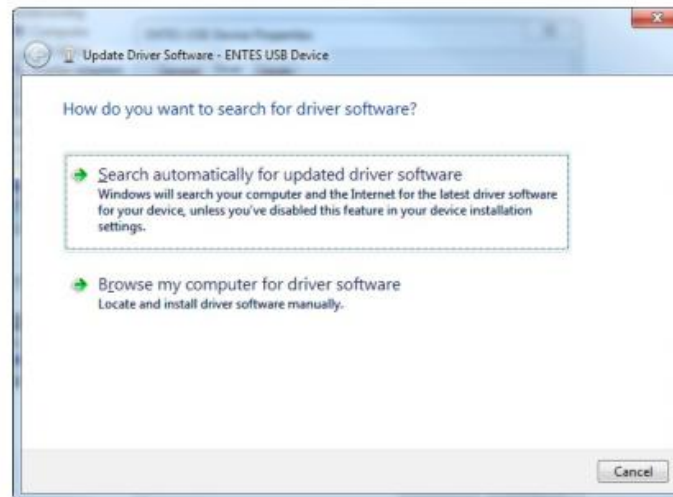 Update Driver Software - ENTES USB Device
How do you want to search for driver software?
Search automatically for updated driver software
Windows will search your computer and the Internet for the latest driver software
for your device, unless you've disabled this feature in your device installation
settings.
Browse my computer for driver software
Locate and install driver software manually.
Cancel